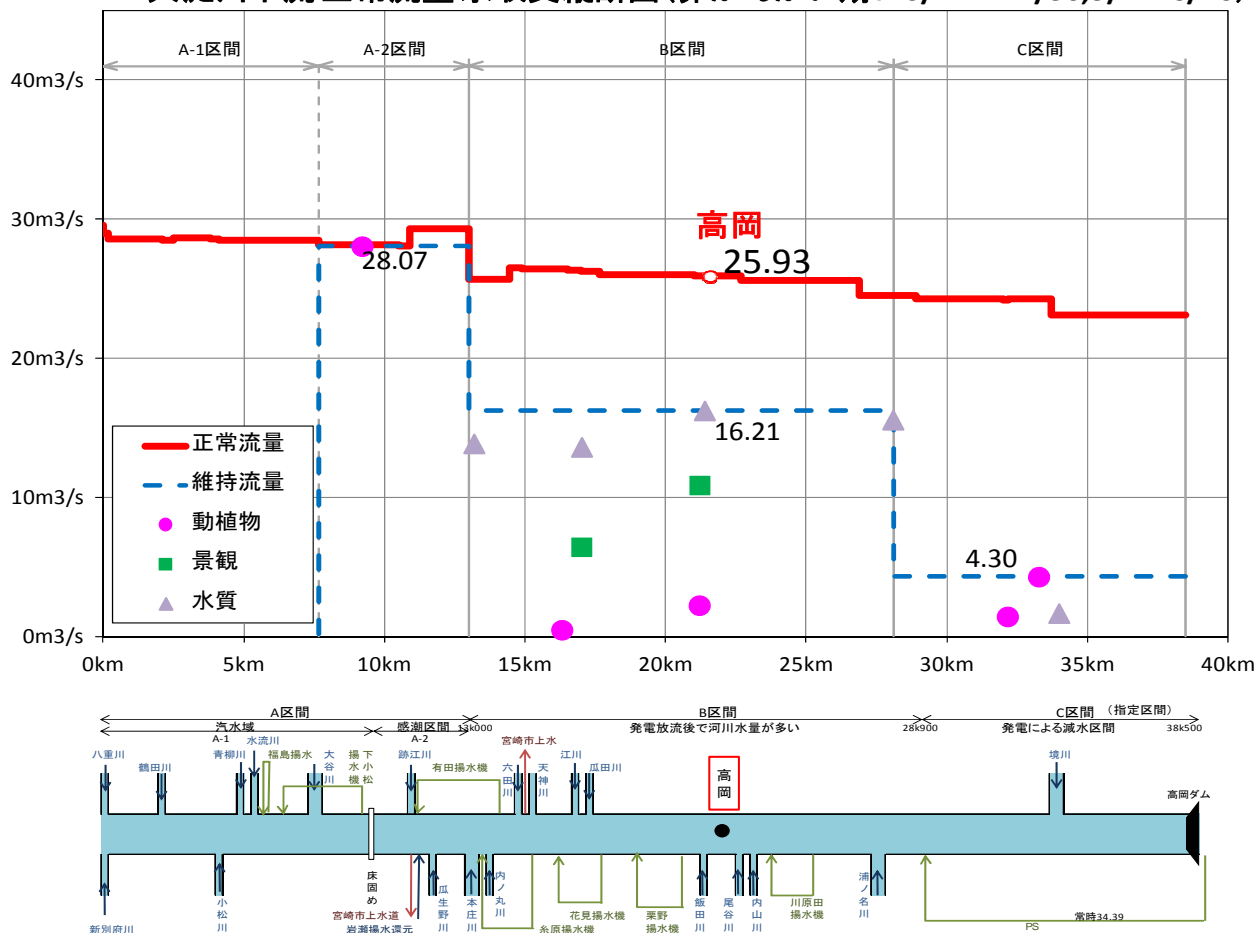 A-1区間
A-2区間
B区間
C区間
40m3/s
30m3/s
20m3/s
10m3/s
0m3/s
高岡
25.93
28.07
16.21
4.30
正常流量
維持流量
動植物
景観
水質
0km
5km
10km
15km
20km
25km
30km
35km
40km
A区間
B区間
C区間 (指定区間)
汽水域
感潮区間
13k000
発電放流後で河川水量が多い
28k900
発電による減水区間
38k500
A-1
A-2
八重川
鶴田川
青柳川
水流川
福島揚水
大谷川
下小松揚水機
跡江川
有田揚水機
六田川
宮崎市上水
天神川
江川
瓜田川
高岡
境川
高岡ダム
新別府川
小松川
床固め
宮崎市上水道
岩瀬揚水還元
瓜生野川
本庄川
内ノ丸川
糸原揚水機
花見揚水機
栗野揚水機
飯田川
尾谷川
内山川
川原田揚水機
浦ノ名川
常時34.39
PS